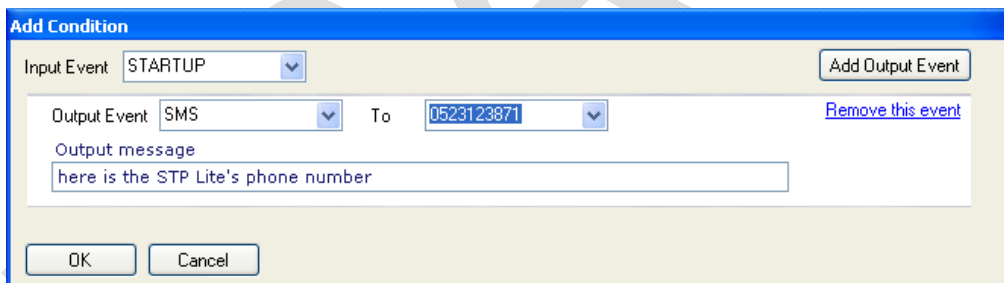 Add Condition
Input Event STARTUP Add Output Event
Output Event SMS To 0523123871 Remove this event
Output message
here is the STP Lite's phone number
OK Cancel